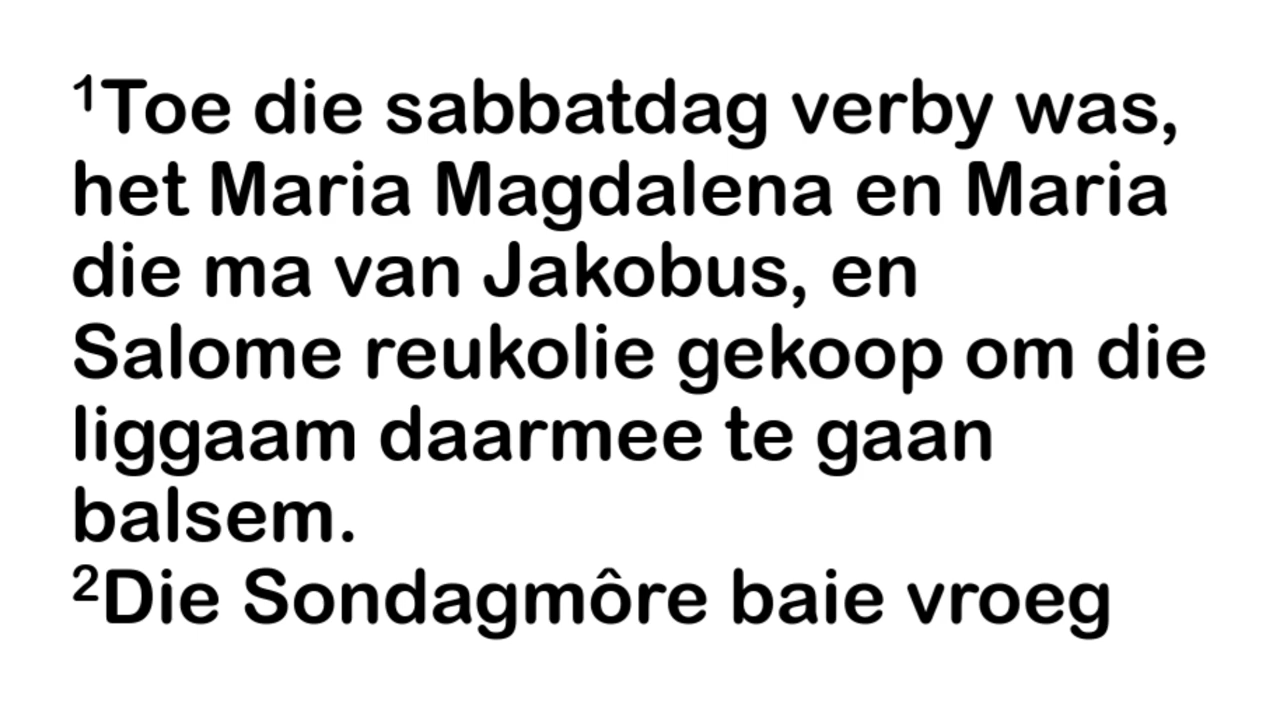 ¹Toe die sabbatdag verby was,
het Maria Magdalena en Maria
die ma van Jakobus, en
Salome reukolie gekoop om die
liggaam daarmee te gaan
balsem.
²Die Sondagmôre baie vroeg